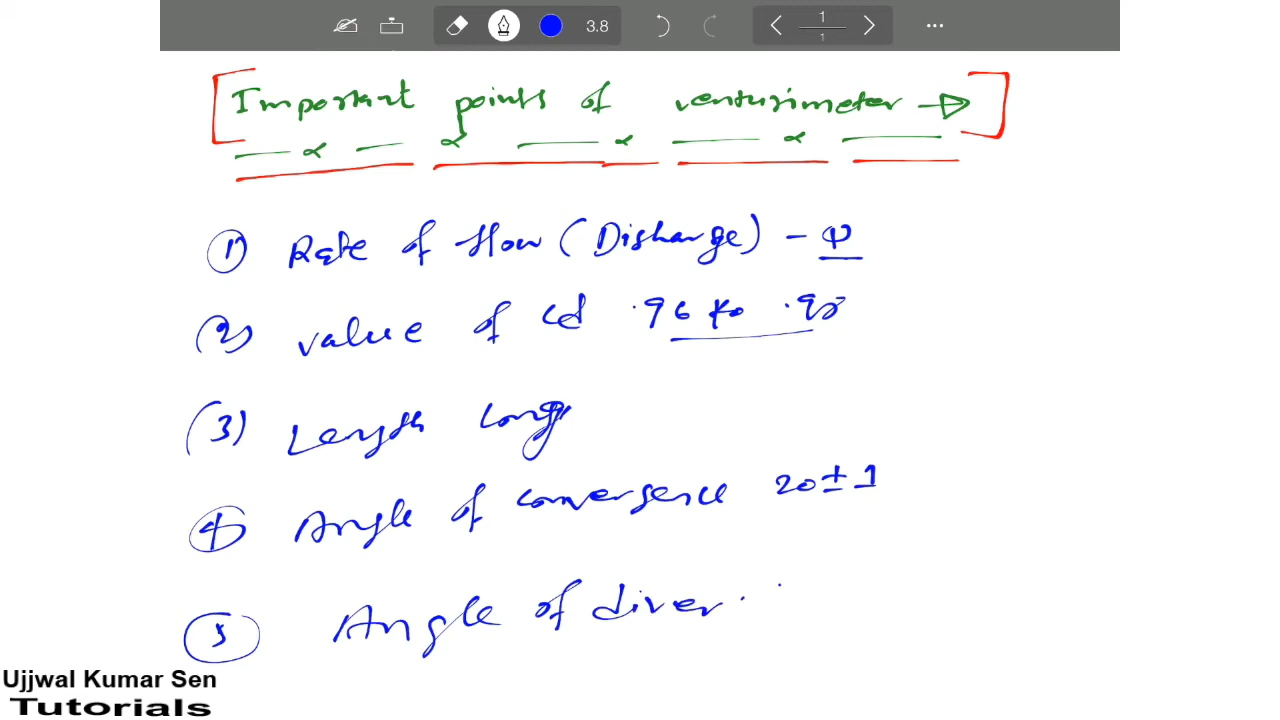 3.8
1
1
Important points of venturimeter
(1) Rate of flow (Discharge) - Q
(2) value of cd .96 to .98
(3) Length long
(4) Angle of convergence 20±1
(5) Angle of diver
Ujjwal Kumar Sen
Tutorials